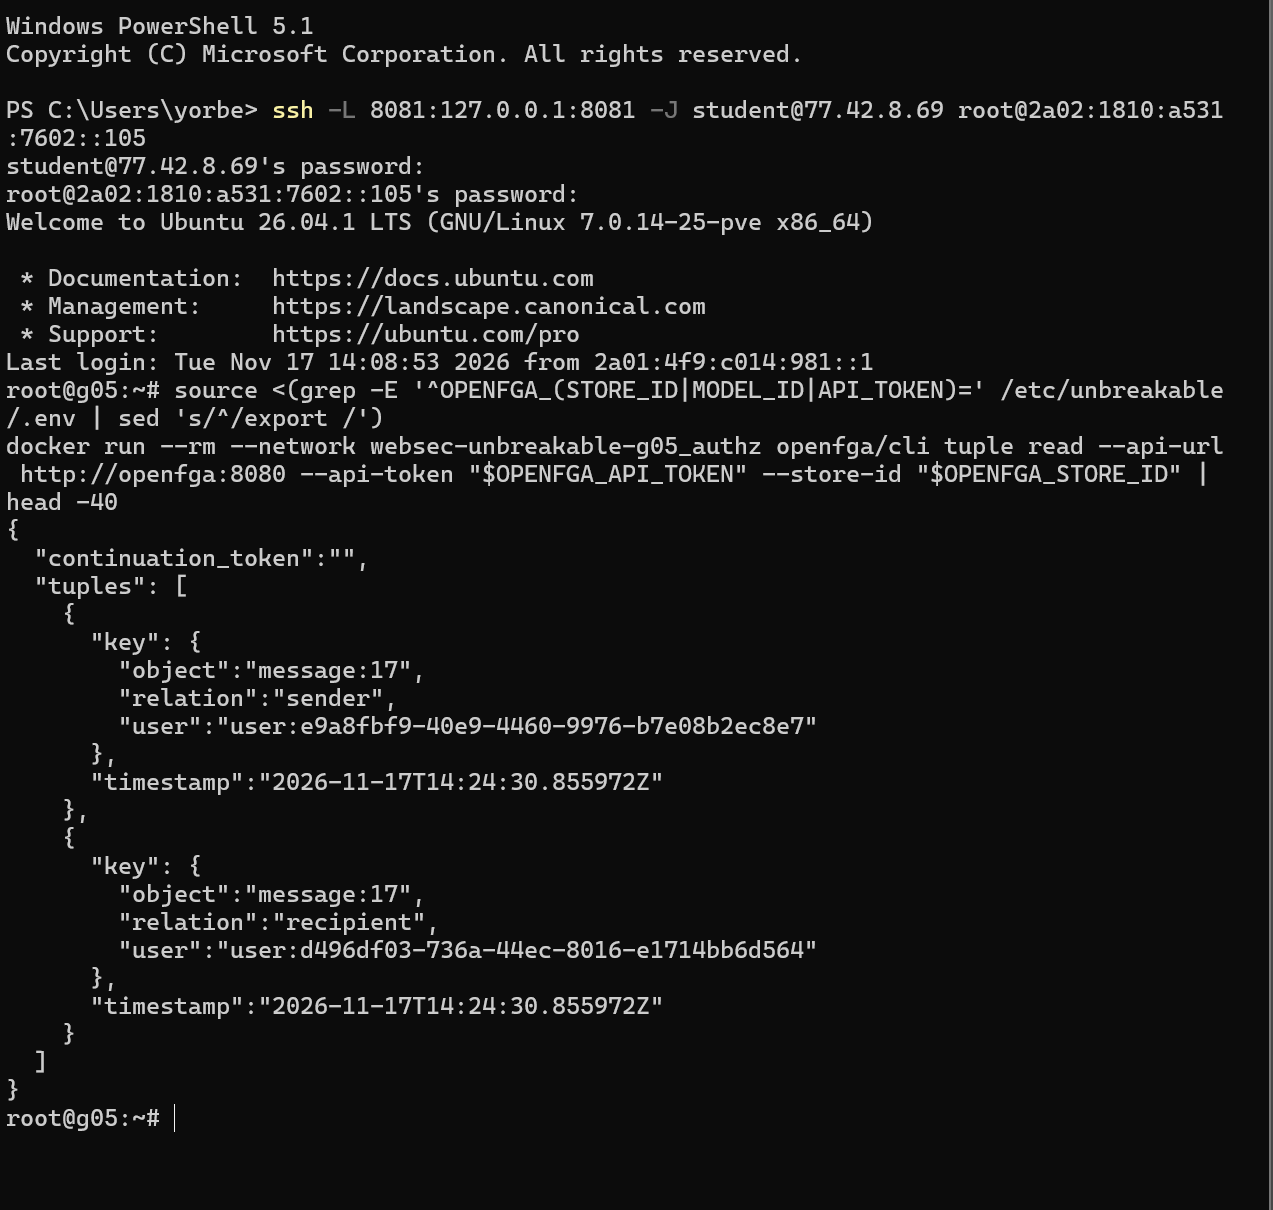 Windows PowerShell 5.1
Copyright (C) Microsoft Corporation. All rights reserved.
PS C:\Users\yorbe> ssh -L 8081:127.0.0.1:8081 -J student@77.42.8.69 root@2a02:1810:a531
:7602::105
student@77.42.8.69's password:
root@2a02:1810:a531:7602::105's password:
Welcome to Ubuntu 26.04.1 LTS (GNU/Linux 7.0.14-25-pve x86_64)
 * Documentation:  https://docs.ubuntu.com
 * Management:     https://landscape.canonical.com
 * Support:        https://ubuntu.com/pro
Last login: Tue Nov 17 14:08:53 2026 from 2a01:4f9:c014:981::1
root@g05:~# source <(grep -E '^OPENFGA_(STORE_ID|MODEL_ID|API_TOKEN)=' /etc/unbreakable
/.env | sed 's/^/export /')
docker run --rm --network websec-unbreakable-g05_authz openfga/cli tuple read --api-url
 http://openfga:8080 --api-token "$OPENFGA_API_TOKEN" --store-id "$OPENFGA_STORE_ID" |
head -40
{
  "continuation_token":"",
  "tuples": [
    {
      "key": {
        "object":"message:17",
        "relation":"sender",
        "user":"user:e9a8fbf9-40e9-4460-9976-b7e08b2ec8e7"
      },
      "timestamp":"2026-11-17T14:24:30.855972Z"
    },
    {
      "key": {
        "object":"message:17",
        "relation":"recipient",
        "user":"user:d496df03-736a-44ec-8016-e1714bb6d564"
      },
      "timestamp":"2026-11-17T14:24:30.855972Z"
    }
  ]
}
root@g05:~#